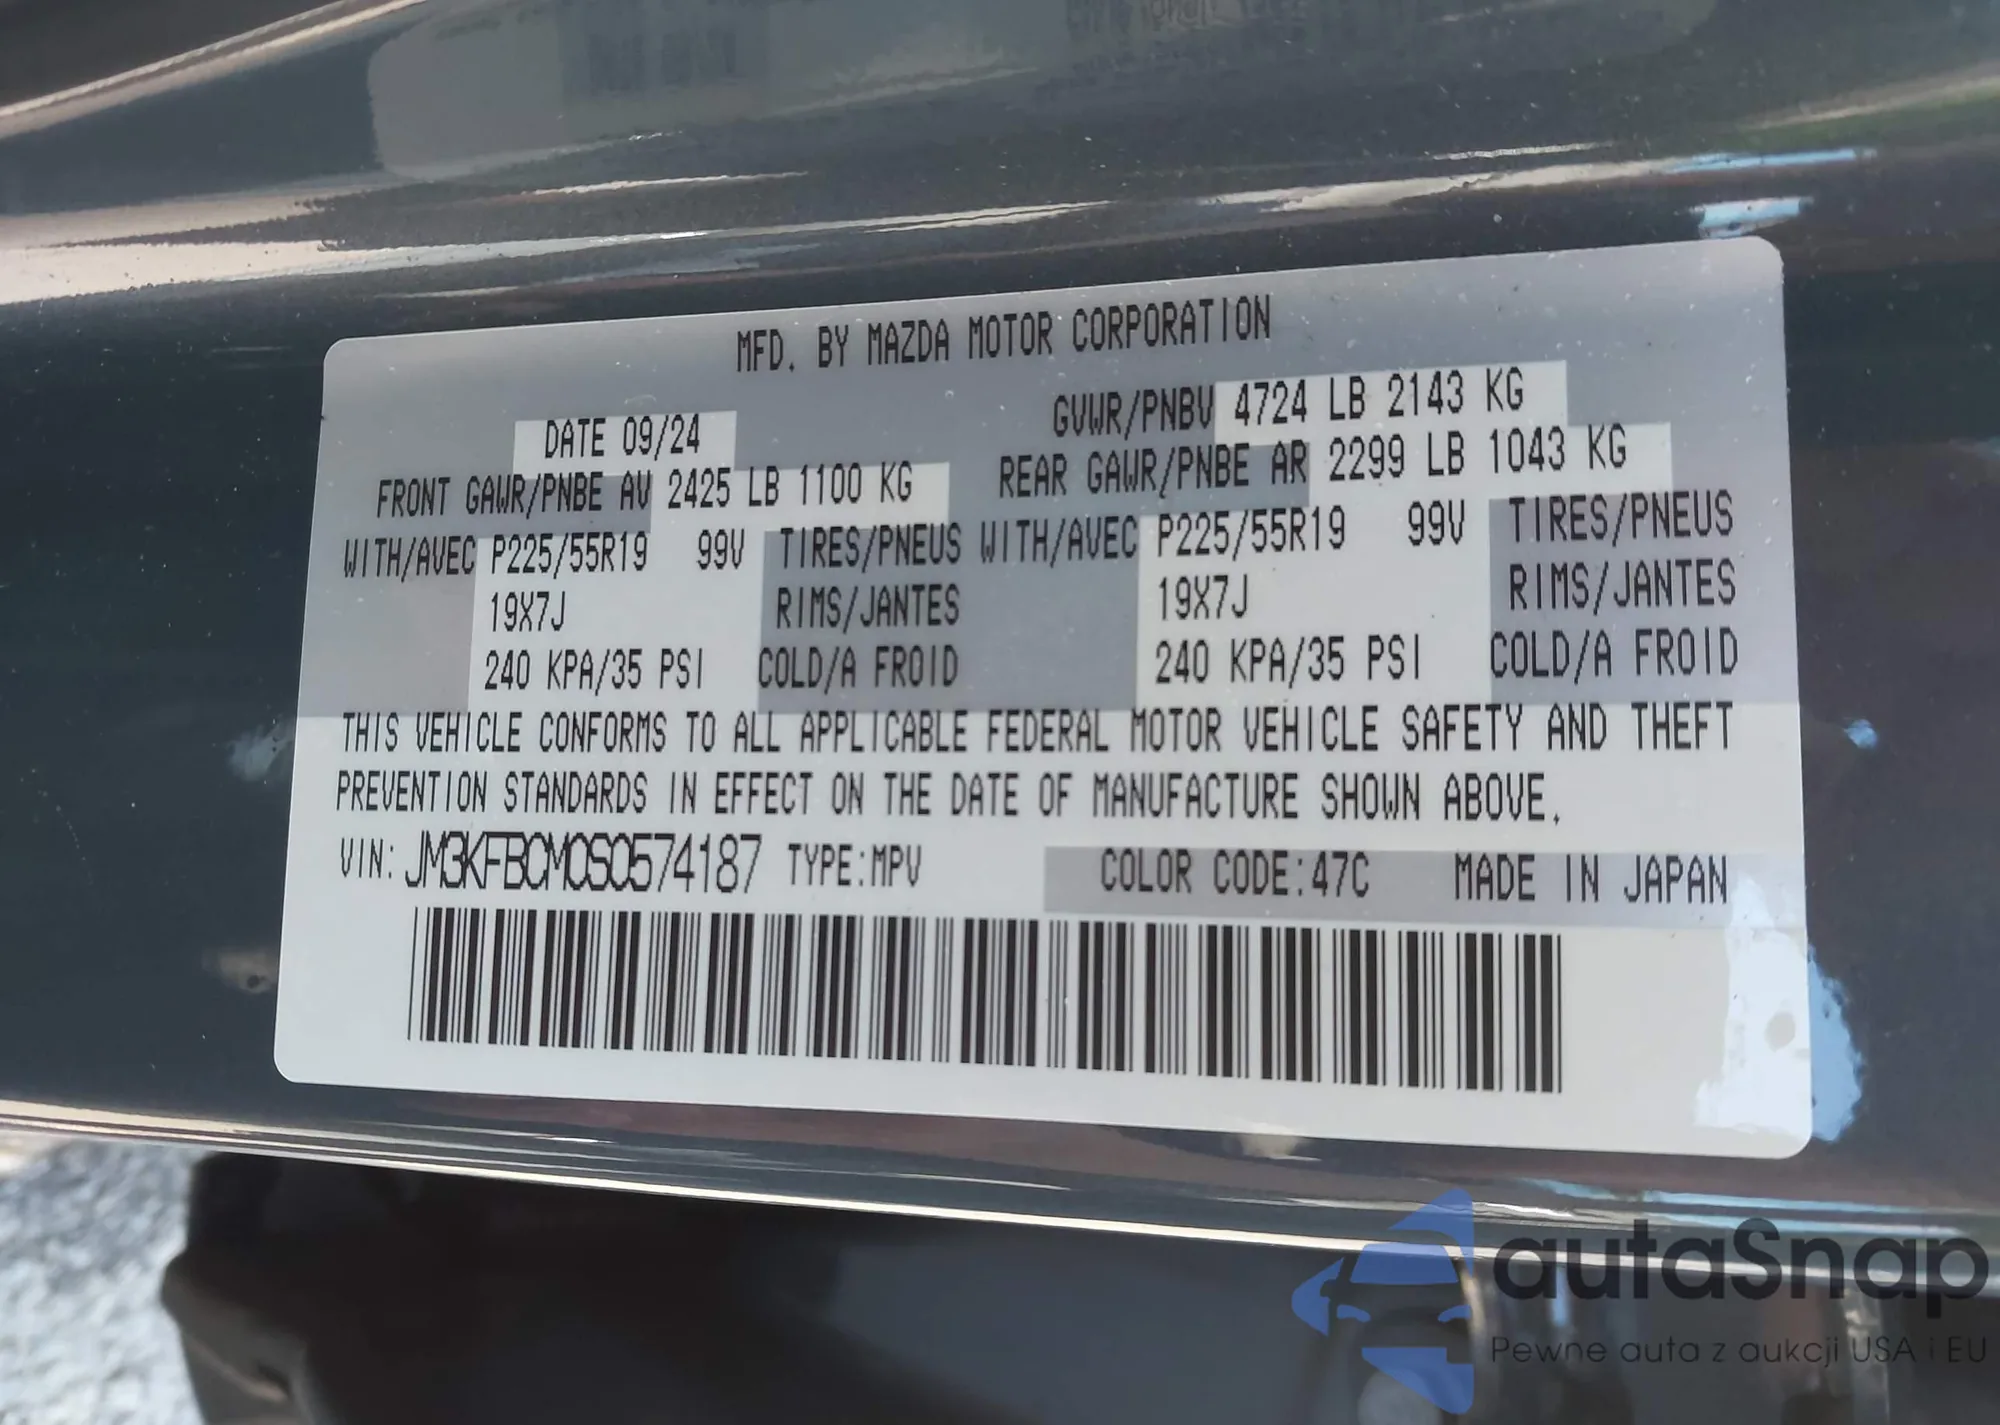 MFD. BY MAZDA MOTOR CORPORATION
DATE 09/24 GVWR/PNBV 4724 LB 2143 KG
FRONT GAWR/PNBE AV 2425 LB 1100 KG REAR GAWR/PNBE AR 2299 LB 1043 KG
WITH/AVEC P225/55R19 99V TIRES/PNEUS WITH/AVEC P225/55R19 99V TIRES/PNEUS
19X7J RIMS/JANTES 19X7J RIMS/JANTES
240 KPA/35 PSI COLD/A FROID 240 KPA/35 PSI COLD/A FROID
THIS VEHICLE CONFORMS TO ALL APPLICABLE FEDERAL MOTOR VEHICLE SAFETY AND THEFT
PREVENTION STANDARDS IN EFFECT ON THE DATE OF MANUFACTURE SHOWN ABOVE.
VIN: JM3KFBCM0S0574187 TYPE:MPV COLOR CODE:47C MADE IN JAPAN
autaSnap
Pewne auta z aukcji USA i EU